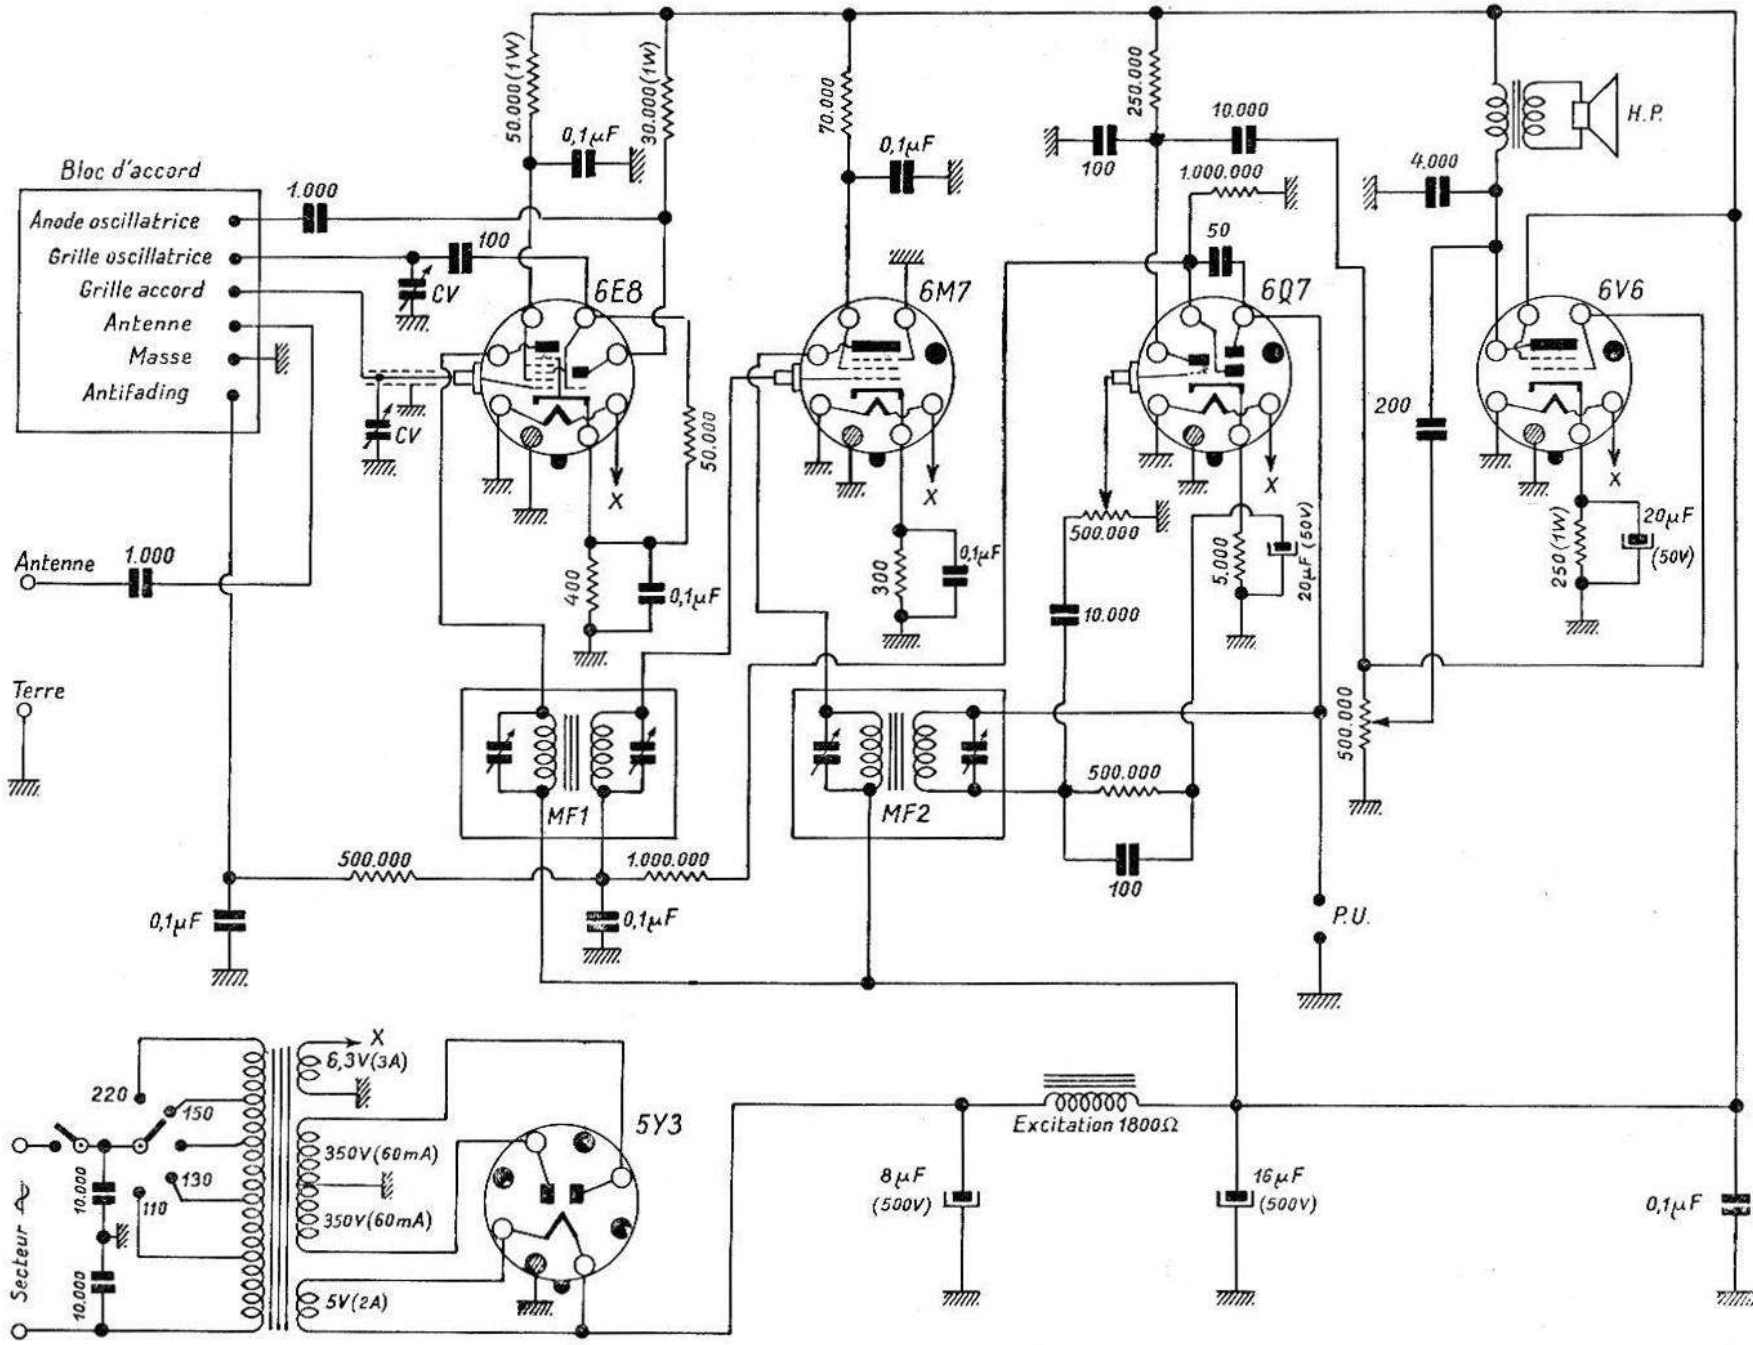 50.000(1W)
30.000(1W)
0,1µF
70.000
0,1µF
250.000
10.000
100
1.000.000
50
4.000
H.P.
Bloc d'accord
Anode oscillatrice
Grille oscillatrice
Grille accord
Antenne
Masse
Antifading
1.000
100
CV
CV
6E8
6M7
6Q7
6V6
50.000
200
X
X
X
X
Antenne
1.000
400
0,1µF
300
0,1µF
500.000
10.000
5.000
20µF (50V)
250(1W)
20µF
(50V)
Terre
MF1
MF2
500.000
100
500.000
500.000
1.000.000
0,1µF
0,1µF
P.U.
X
6,3V(3A)
220
150
130
110
350V(60mA)
350V(60mA)
5V(2A)
5Y3
Secteur
10.000
10.000
Excitation 1800Ω
8µF
(500V)
16µF
(500V)
0,1µF